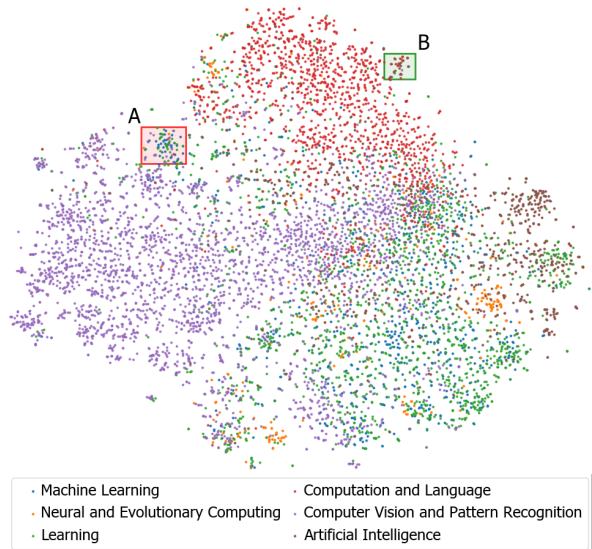 B
A
Machine Learning
Computation and Language
Neural and Evolutionary Computing
Computer Vision and Pattern Recognition
Learning
Artificial Intelligence